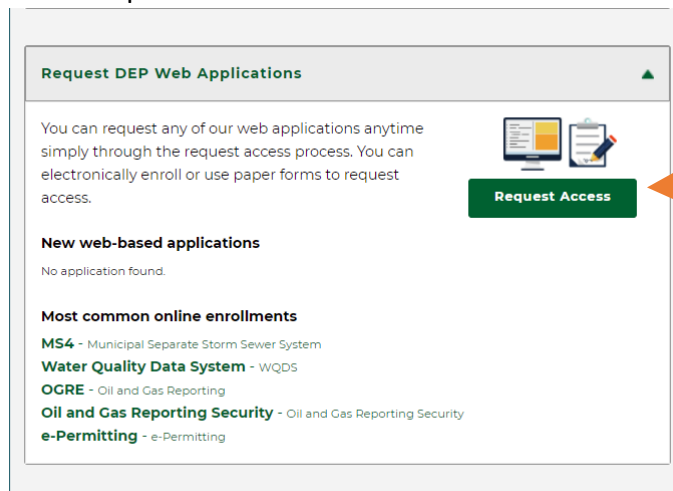 Request DEP Web Applications
You can request any of our web applications anytime
simply through the request access process. You can
electronically enroll or use paper forms to request
access.
Request Access
New web-based applications
No application found.
Most common online enrollments
MS4 - Municipal Separate Storm Sewer System
Water Quality Data System - WQDS
OGRE - Oil and Gas Reporting
Oil and Gas Reporting Security - Oil and Gas Reporting Security
e-Permitting - e-Permitting